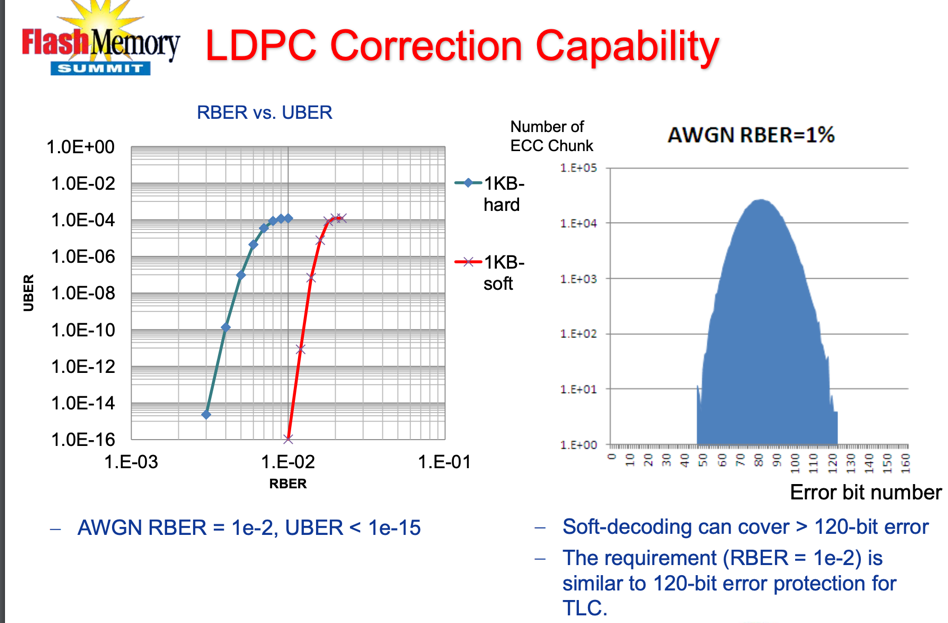 FlashMemory
SUMMIT
LDPC Correction Capability
RBER vs. UBER
1.0E+00
1.0E-02
1.0E-04
1.0E-06
1.0E-08
1.0E-10
1.0E-12
1.0E-14
1.0E-16
UBER
1.E-03
1.E-02
1.E-01
RBER
1KB-
hard
1KB-
soft
Number of
ECC Chunk
AWGN RBER=1%
1.E+05
1.E+04
1.E+03
1.E+02
1.E+01
1.E+00
0
10
20
30
40
50
60
70
80
90
100
110
120
130
140
150
160
Error bit number
– AWGN RBER = 1e-2, UBER < 1e-15
– Soft-decoding can cover > 120-bit error
– The requirement (RBER = 1e-2) is
similar to 120-bit error protection for
TLC.